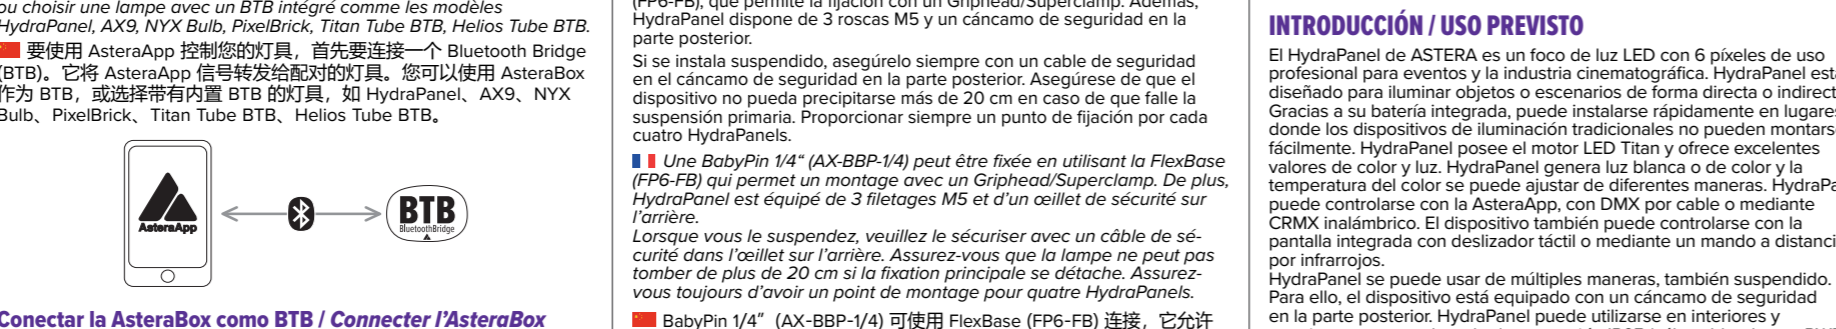 ou choisir une lampe avec un BTB intégré comme les modèles
HydraPanel, AX9, NYX Bulb, PixelBrick, Titan Tube BTB, Helios Tube BTB.
要使用 AsteraApp 控制您的灯具，首先要连接一个 Bluetooth Bridge
(BTB)。它将 AsteraApp 信号转发给配对的灯具。您可以使用 AsteraBox
作为 BTB，或选择带有内置 BTB 的灯具，如 HydraPanel、AX9、NYX
Bulb、PixelBrick、Titan Tube BTB、Helios Tube BTB。
AsteraApp
BTB
BluetoothBridge
Conectar la AsteraBox como BTB / Connecter l'AsteraBox
(FP6-FB), que permite la fijación con un Griphead/Superclamp. Además,
HydraPanel dispone de 3 roscas M5 y un cáncamo de seguridad en la
parte posterior.
Si se instala suspendido, asegúrelo siempre con un cable de seguridad
en el cáncamo de seguridad en la parte posterior. Asegúrese de que el
dispositivo no pueda precipitarse más de 20 cm en caso de que falle la
suspensión primaria. Proporcionar siempre un punto de fijación por cada
cuatro HydraPanels.
Une BabyPin 1/4“ (AX-BBP-1/4) peut être fixée en utilisant la FlexBase
(FP6-FB) qui permet un montage avec un Griphead/Superclamp. De plus,
HydraPanel est équipé de 3 filetages M5 et d'un œillet de sécurité sur
l'arrière.
Lorsque vous le suspendez, veuillez le sécuriser avec un câble de sé-
curité dans l'œillet sur l'arrière. Assurez-vous que la lampe ne peut pas
tomber de plus de 20 cm si la fixation principale se détache. Assurez-
vous toujours d'avoir un point de montage pour quatre HydraPanels.
BabyPin 1/4"（AX-BBP-1/4) 可使用 FlexBase (FP6-FB) 连接，它允许
INTRODUCCIÓN / USO PREVISTO
El HydraPanel de ASTERA es un foco de luz LED con 6 píxeles de uso
profesional para eventos y la industria cinematográfica. HydraPanel está
diseñado para iluminar objetos o escenarios de forma directa o indirect
Gracias a su batería integrada, puede instalarse rápidamente en lugares
donde los dispositivos de iluminación tradicionales no pueden montarse
fácilmente. HydraPanel posee el motor LED Titan y ofrece excelentes
valores de color y luz. HydraPanel genera luz blanca o de color y la
temperatura del color se puede ajustar de diferentes maneras. HydraPa
puede controlarse con la AsteraApp, con DMX por cable o mediante
CRMX inalámbrico. El dispositivo también puede controlarse con la
pantalla integrada con deslizador táctil o mediante un mando a distanci
por infrarrojos.
HydraPanel se puede usar de múltiples maneras, también suspendido.
Para ello, el dispositivo está equipado con un cáncamo de seguridad
en la parte posterior. HydraPanel puede utilizarse en interiores y